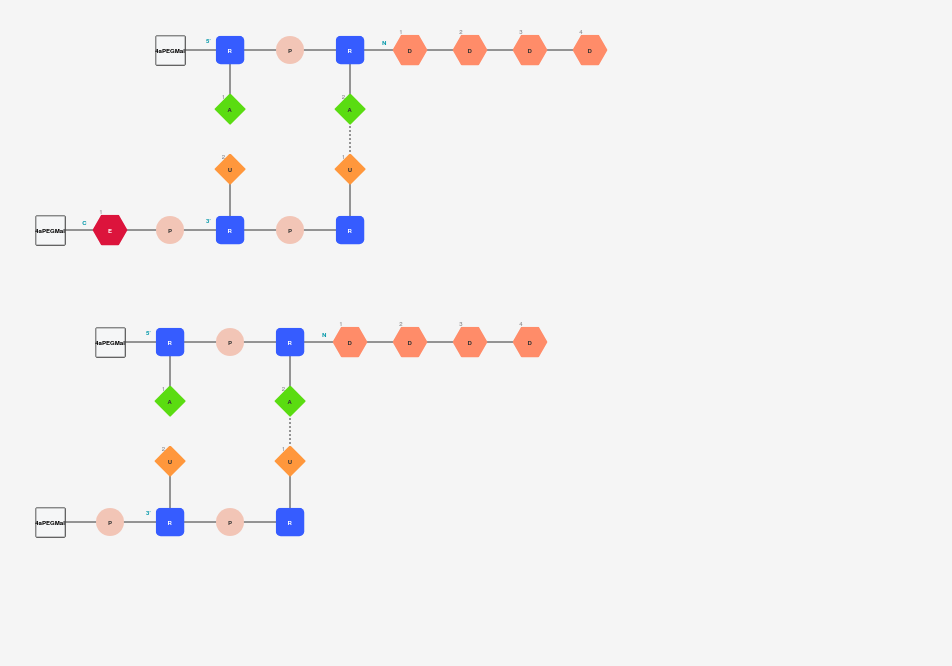 1 2 3 4
4aPEGMal 5' R P R N D D D D
1 2
A A
2 1
U U
1
4aPEGMal C E P 3' R P R
1 2 3 4
4aPEGMal 5' R P R N D D D D
1 2
A A
2 1
U U
4aPEGMal P 3' R P R